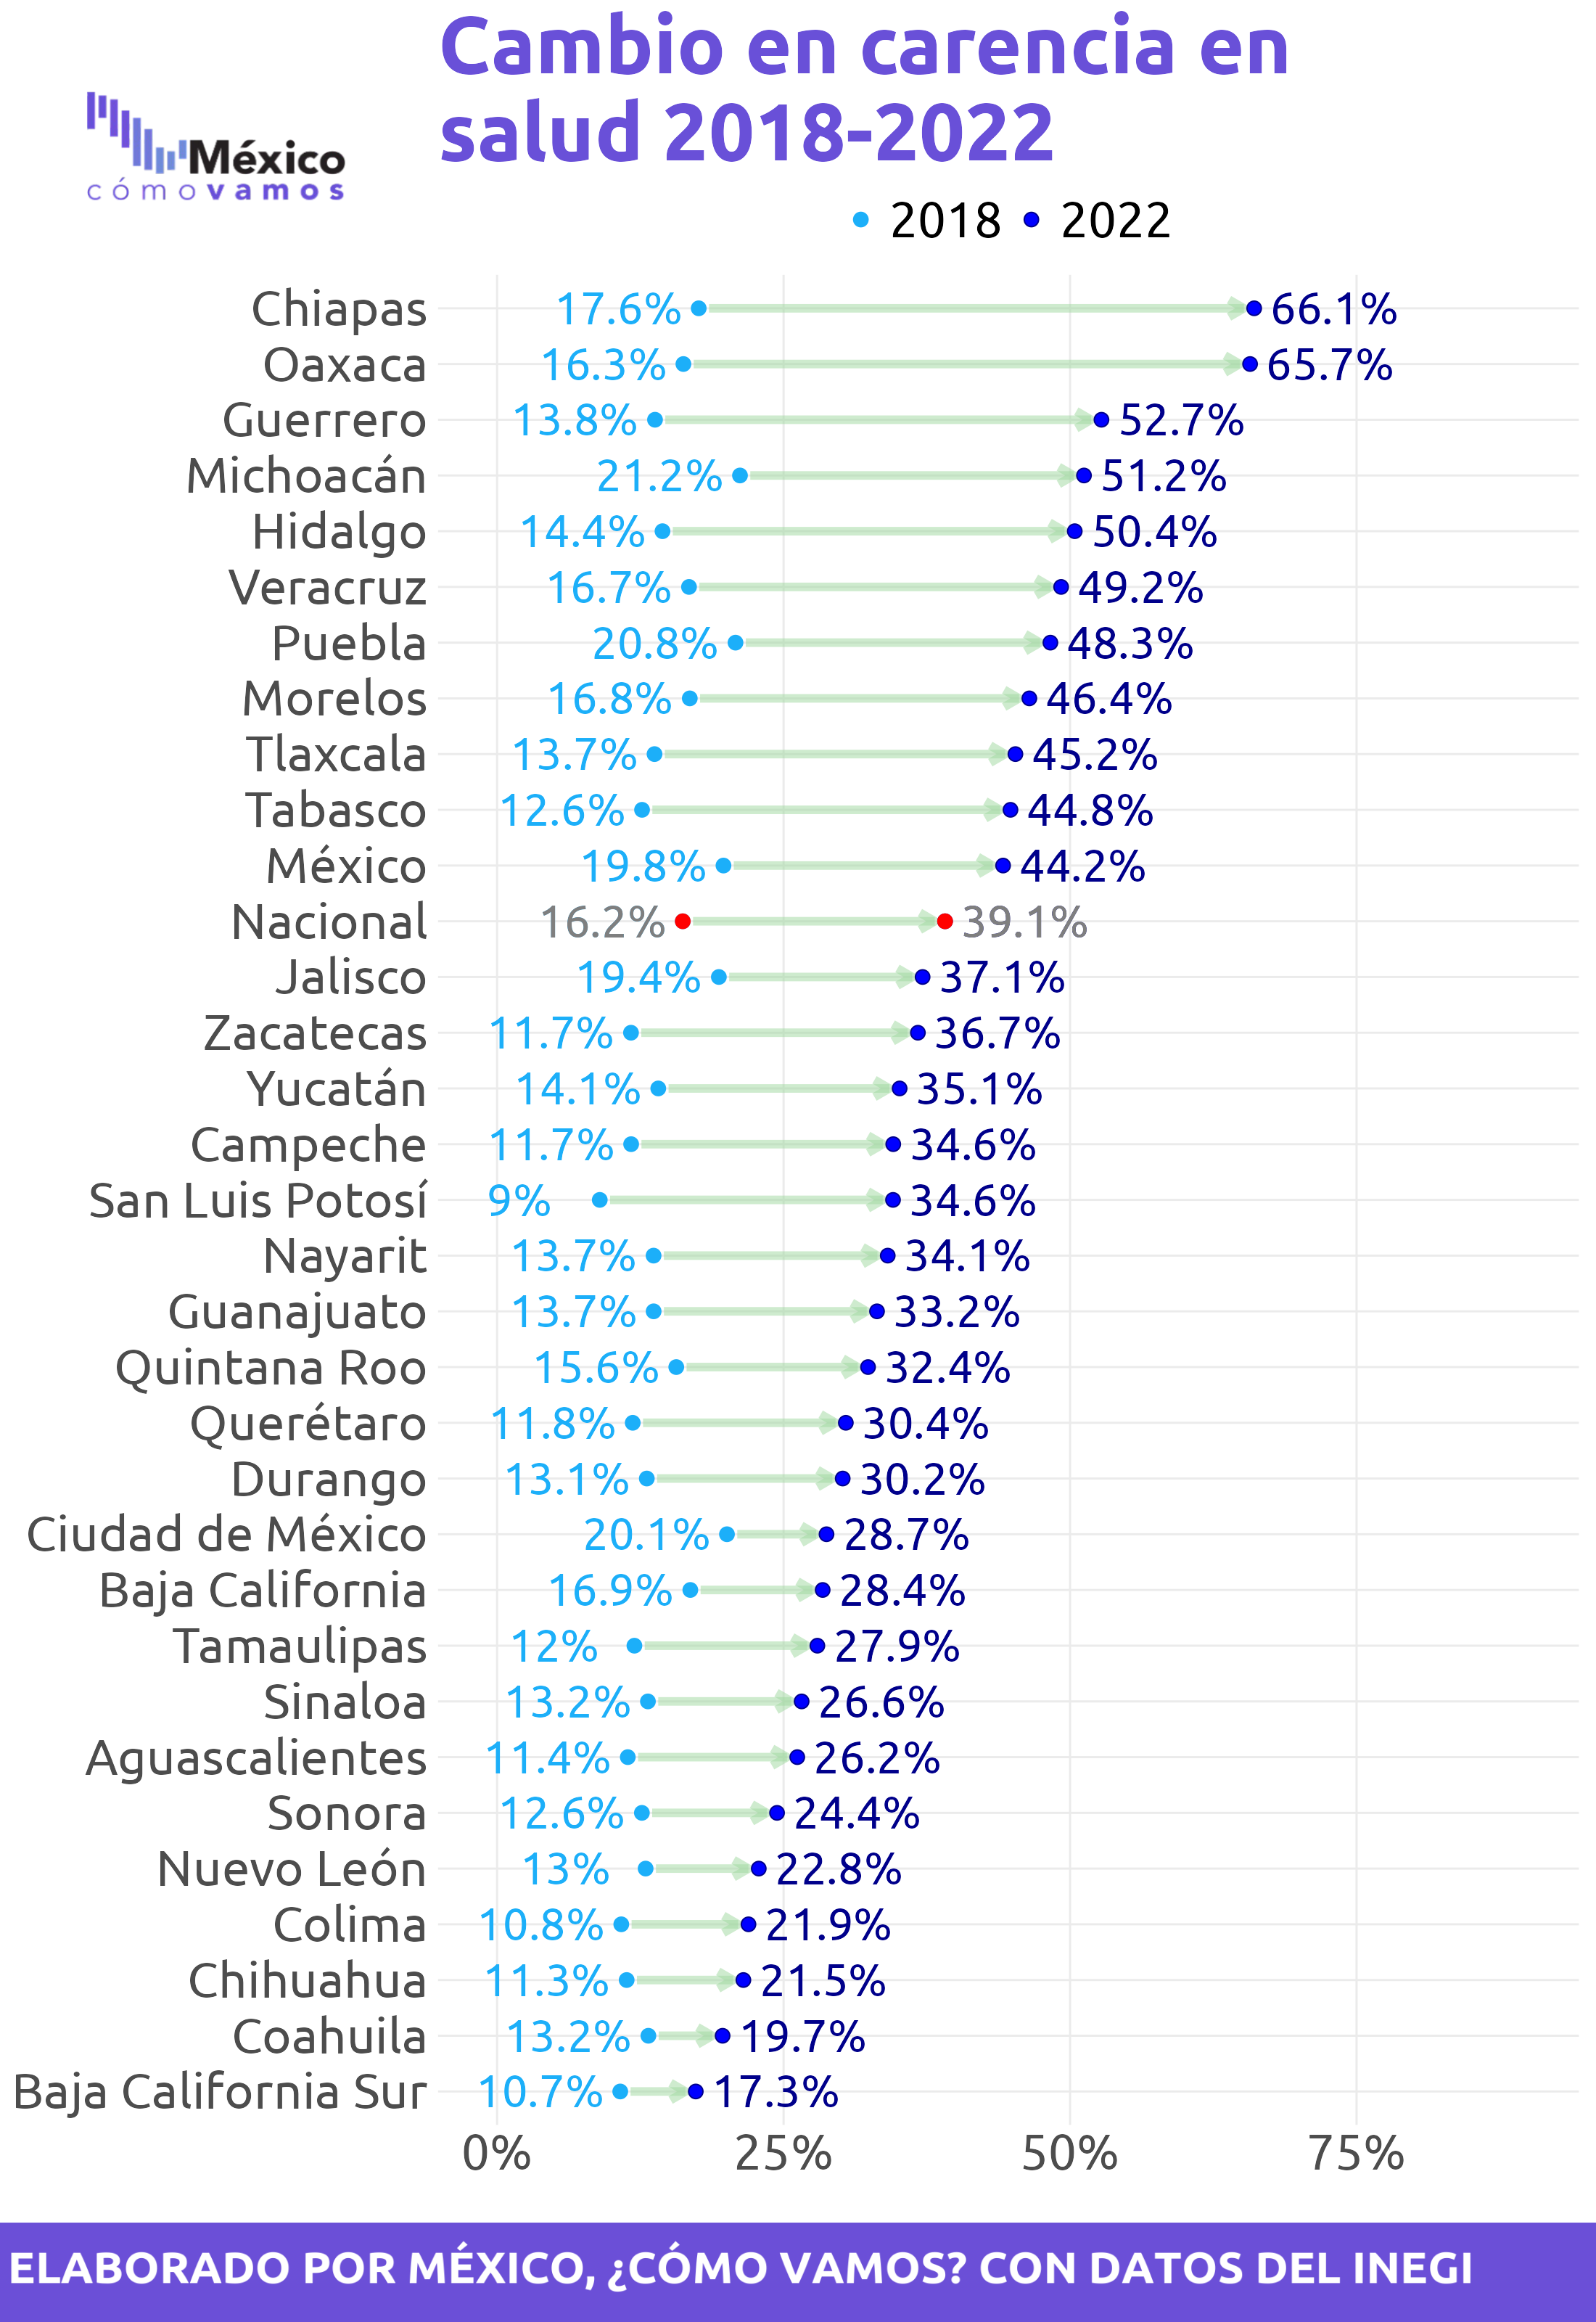 Cambio en carencia en
salud 2018-2022
México
cómovamos
2018 2022
Chiapas 17.6% 66.1%
Oaxaca 16.3% 65.7%
Guerrero 13.8% 52.7%
Michoacán 21.2% 51.2%
Hidalgo 14.4% 50.4%
Veracruz 16.7% 49.2%
Puebla 20.8% 48.3%
Morelos 16.8% 46.4%
Tlaxcala 13.7% 45.2%
Tabasco 12.6% 44.8%
México 19.8% 44.2%
Nacional 16.2% 39.1%
Jalisco 19.4% 37.1%
Zacatecas 11.7% 36.7%
Yucatán 14.1% 35.1%
Campeche 11.7% 34.6%
San Luis Potosí 9% 34.6%
Nayarit 13.7% 34.1%
Guanajuato 13.7% 33.2%
Quintana Roo 15.6% 32.4%
Querétaro 11.8% 30.4%
Durango 13.1% 30.2%
Ciudad de México 20.1% 28.7%
Baja California 16.9% 28.4%
Tamaulipas 12% 27.9%
Sinaloa 13.2% 26.6%
Aguascalientes 11.4% 26.2%
Sonora 12.6% 24.4%
Nuevo León 13% 22.8%
Colima 10.8% 21.9%
Chihuahua 11.3% 21.5%
Coahuila 13.2% 19.7%
Baja California Sur 10.7% 17.3%
0% 25% 50% 75%
ELABORADO POR MÉXICO, ¿CÓMO VAMOS? CON DATOS DEL INEGI